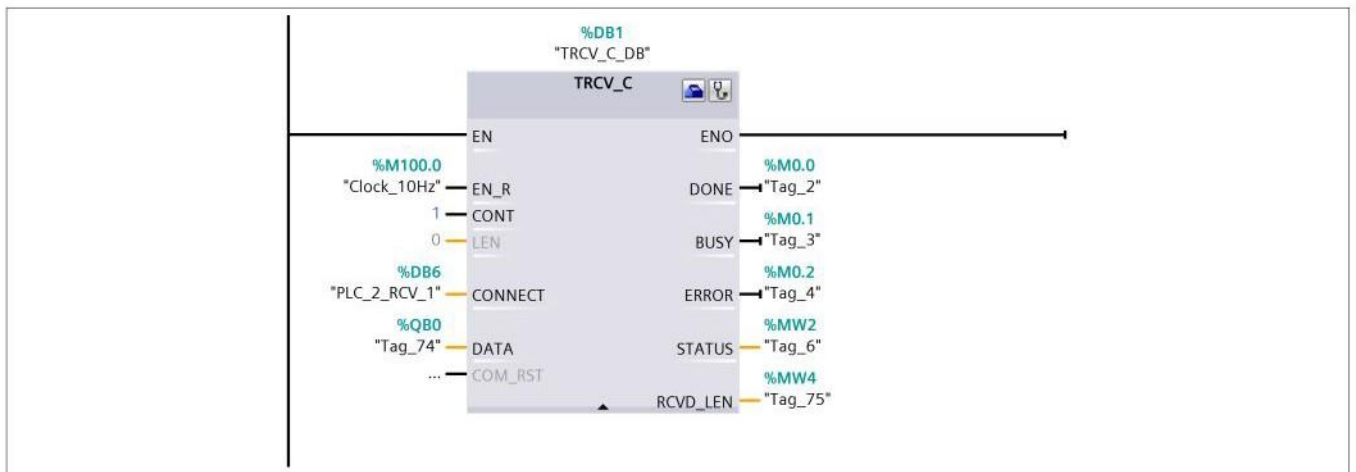 %DB1
"TRCV_C_DB"
TRCV_C
EN ENO
%M100.0 %M0.0
"Clock_10Hz" EN_R DONE "Tag_2"
1 CONT %M0.1
0 LEN BUSY "Tag_3"
%DB6 %M0.2
"PLC_2_RCV_1" CONNECT ERROR "Tag_4"
%QB0 %MW2
"Tag_74" DATA STATUS "Tag_6"
... COM_RST %MW4
RCVD_LEN "Tag_75"